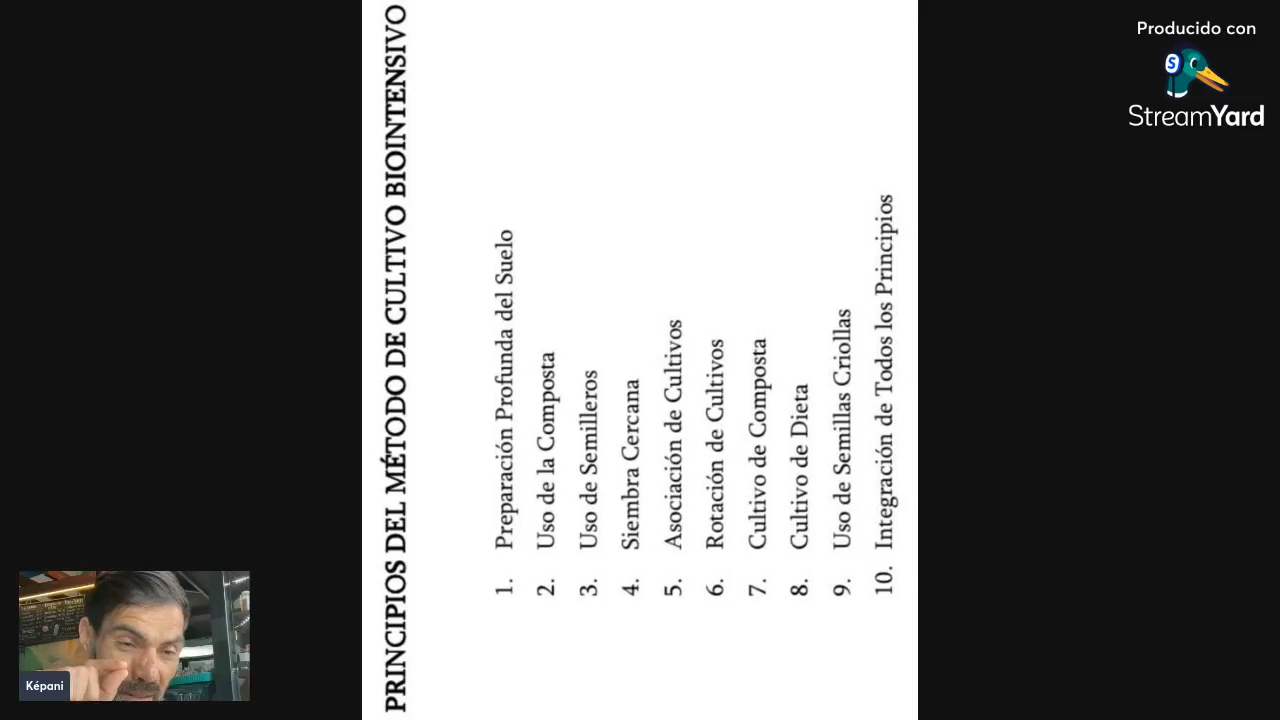 PRINCIPIOS DEL MÉTODO DE CULTIVO BIOINTENSIVO
1. Preparación Profunda del Suelo
2. Uso de la Composta
3. Uso de Semilleros
4. Siembra Cercana
5. Asociación de Cultivos
6. Rotación de Cultivos
7. Cultivo de Composta
8. Cultivo de Dieta
9. Uso de Semillas Criollas
10. Integración de Todos los Principios
Producido con
S
StreamYard
Képani